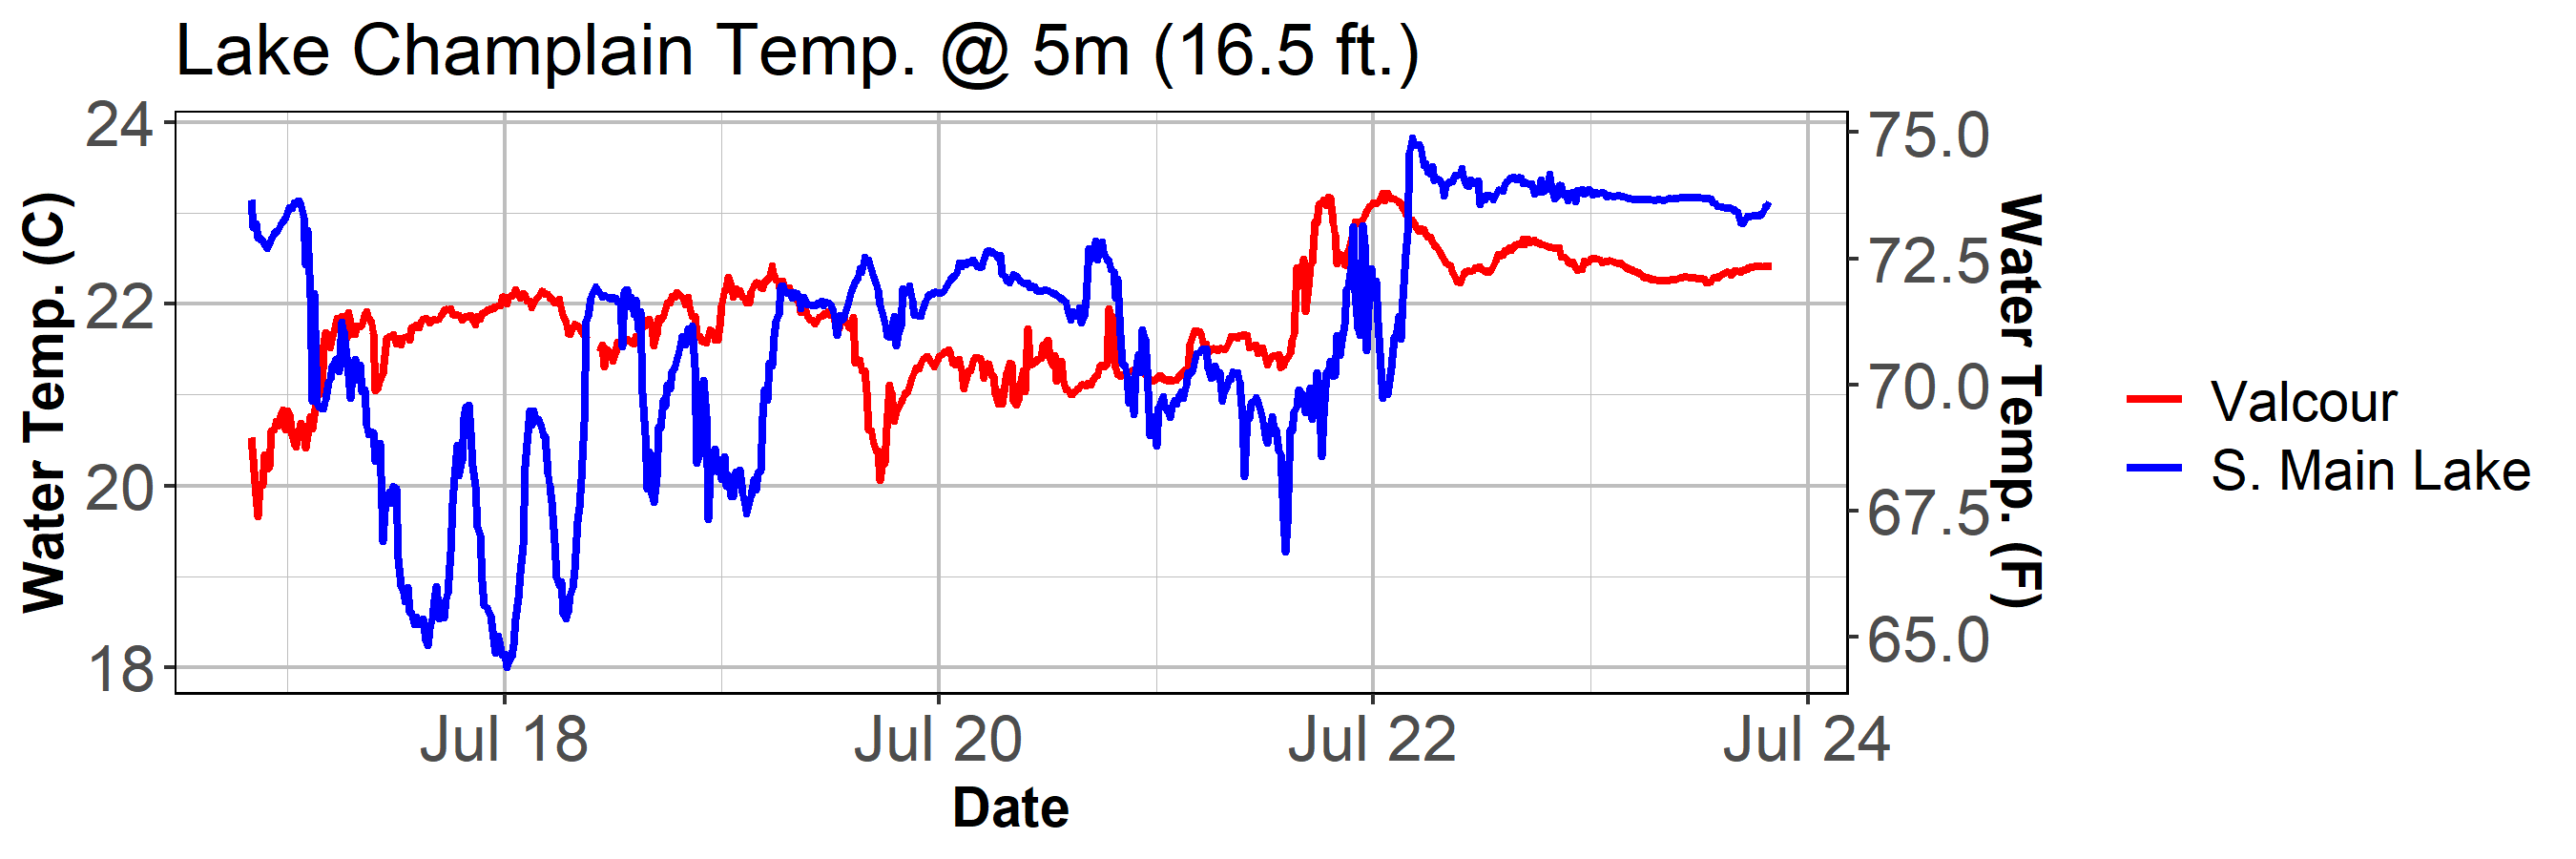 Lake Champlain Temp. @ 5m (16.5 ft.)
Water Temp. (C)
24
22
20
18
75.0
72.5
70.0
67.5
65.0
Water Temp. (F)
Valcour
S. Main Lake
Jul 18
Jul 20
Jul 22
Jul 24
Date